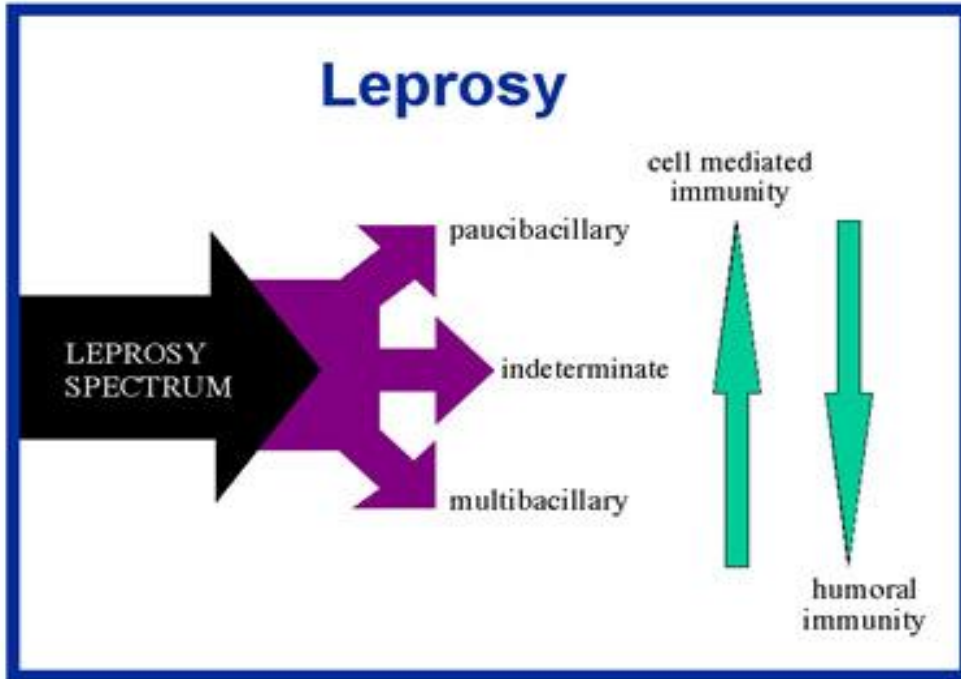 Leprosy
cell mediated
immunity
paucibacillary
LEPROSY
SPECTRUM
indeterminate
multibacillary
humoral
immunity